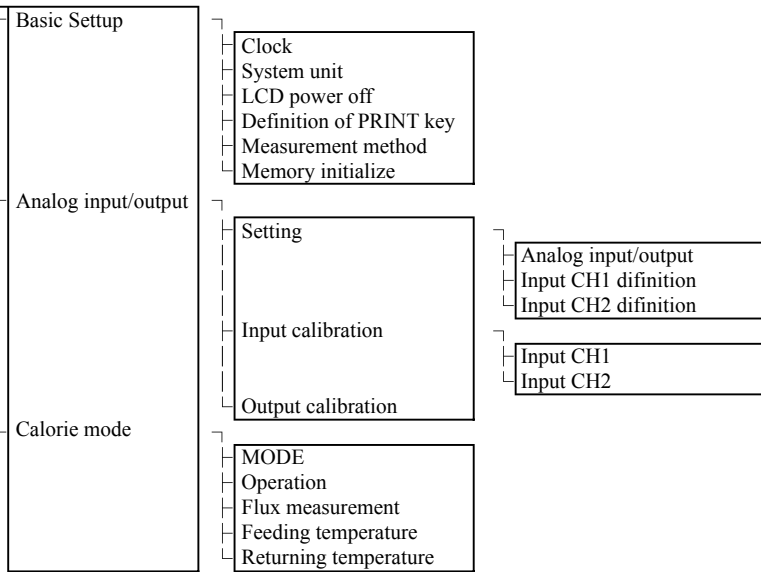 Basic Settup
Clock
System unit
LCD power off
Definition of PRINT key
Measurement method
Memory initialize
Analog input/output
Setting
Analog input/output
Input CH1 difinition
Input CH2 difinition
Input calibration
Input CH1
Input CH2
Output calibration
Calorie mode
MODE
Operation
Flux measurement
Feeding temperature
Returning temperature